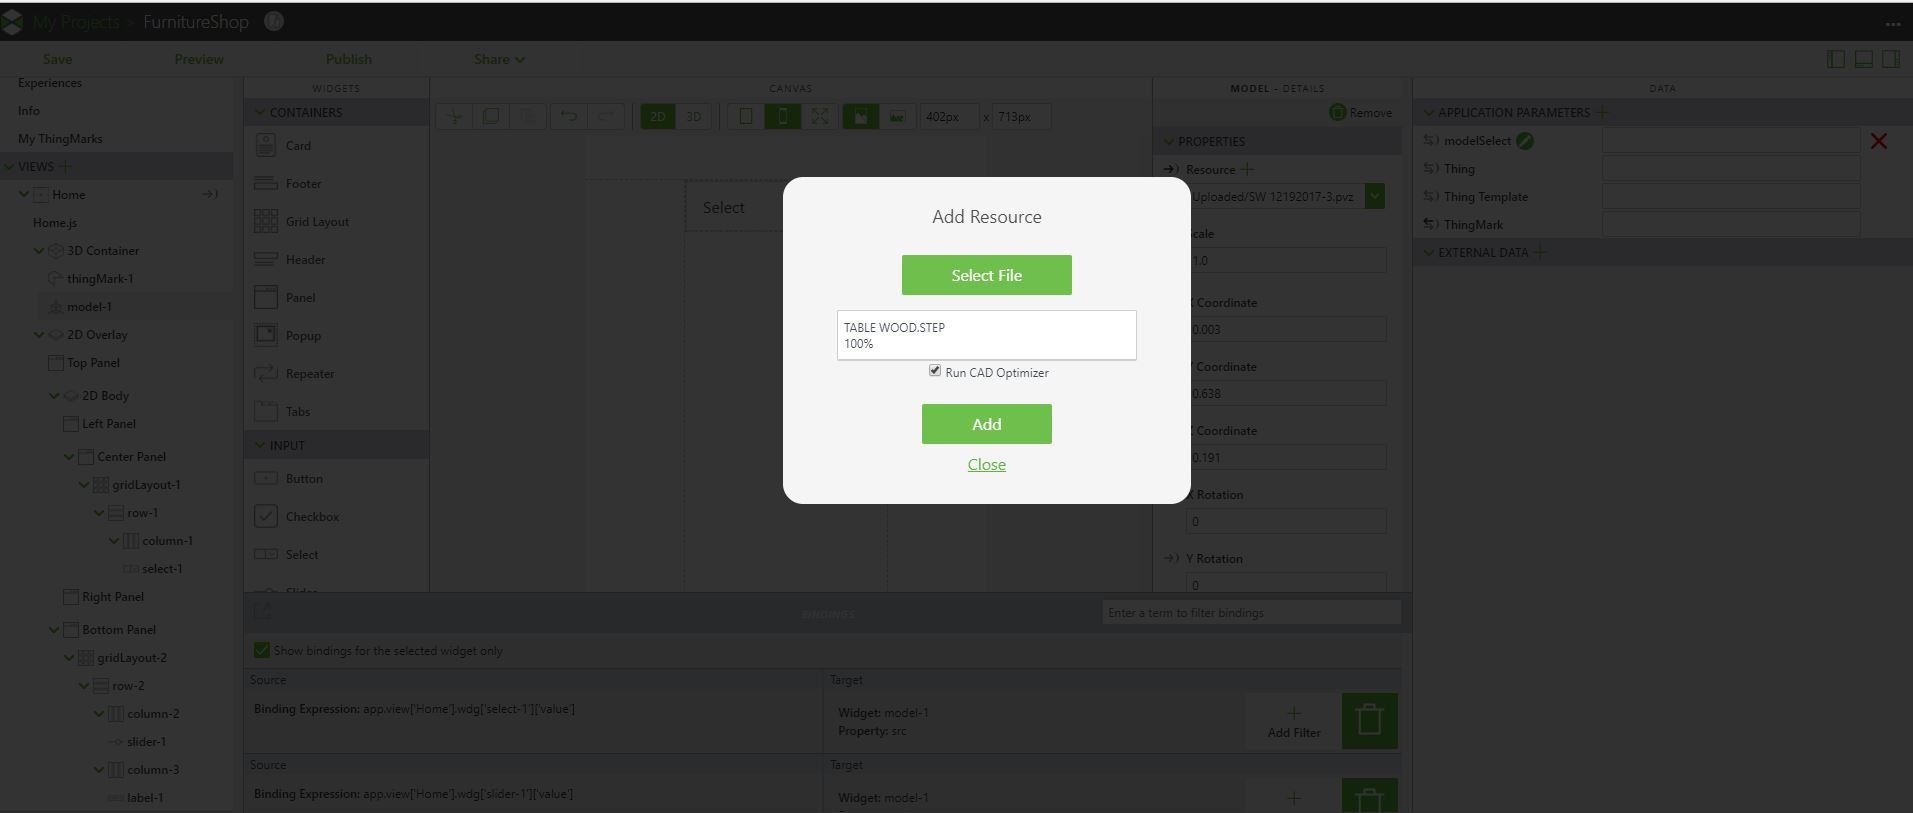 My Projects > FurnitureShop
Save
Preview
Publish
Share
Experiences
Info
My ThingMarks
VIEWS
Home
Home.js
3D Container
thingMark-1
model-1
2D Overlay
Top Panel
2D Body
Left Panel
Center Panel
gridLayout-1
row-1
column-1
select-1
Right Panel
Bottom Panel
gridLayout-2
row-2
column-2
slider-1
column-3
label-1
WIDGETS
CONTAINERS
Card
Footer
Grid Layout
Header
Panel
Popup
Repeater
Tabs
INPUT
Button
Checkbox
Select
Slider
CANVAS
2D
3D
402px x 713px
Select
Add Resource
Select File
TABLE WOOD.STEP
100%
Run CAD Optimizer
Add
Close
MODEL - DETAILS
Remove
PROPERTIES
Resource
Uploaded/SW 12192017-3.pvz
cale
1.0
Coordinate
0.003
Coordinate
0.638
Coordinate
0.191
X Rotation
0
Y Rotation
0
DATA
APPLICATION PARAMETERS
modelSelect
Thing
Thing Template
ThingMark
EXTERNAL DATA
BINDINGS
Enter a term to filter bindings
Show bindings for the selected widget only
Source
Target
Binding Expression: app.view['Home'].wdg['select-1']['value']
Widget: model-1
Property: src
Add Filter
Source
Target
Binding Expression: app.view['Home'].wdg['slider-1']['value']
Widget: model-1